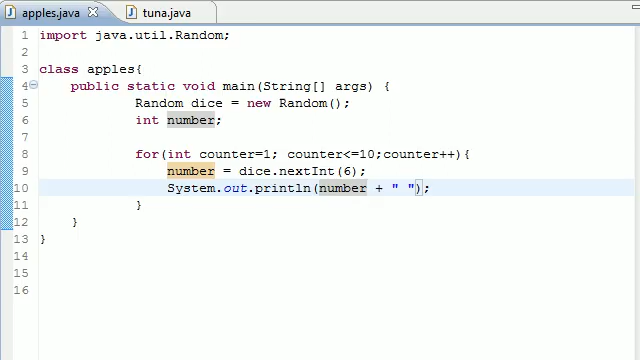 apples.java tuna.java
1 import java.util.Random;
2
3 class apples{
4 public static void main(String[] args) {
5 Random dice = new Random();
6 int number;
7
8 for(int counter=1; counter<=10;counter++){
9 number = dice.nextInt(6);
10 System.out.println(number + " ");
11 }
12 }
13 }
14
15
16